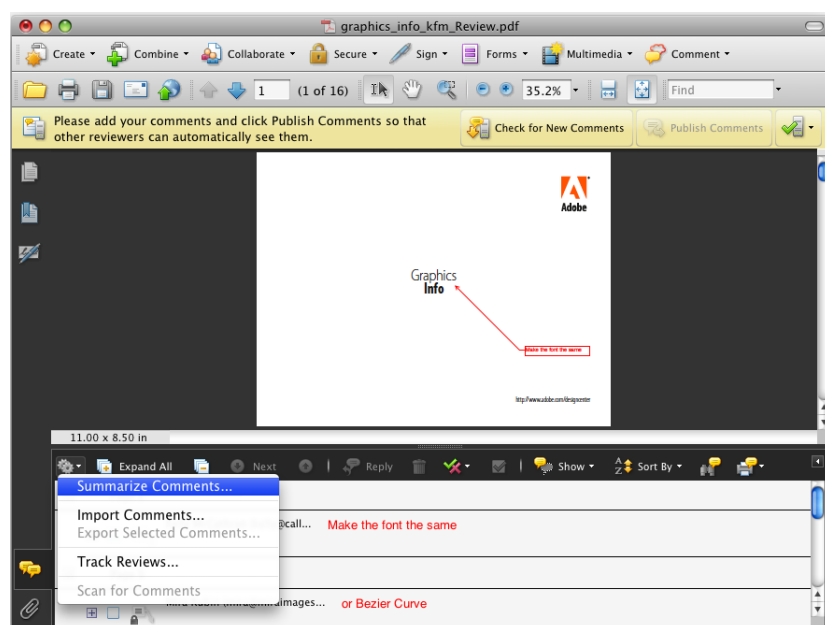 graphics_info_kfm_Review.pdf
Create Combine Collaborate Secure Sign Forms Multimedia Comment
1 (1 of 16) 35.2% Find
Please add your comments and click Publish Comments so that
other reviewers can automatically see them.
Check for New Comments Publish Comments
Adobe
Graphics
Info
Make the font the same
http://www.adobe.com/designcenter
11.00 x 8.50 in
Expand All Next Reply Show Sort By
Summarize Comments...
Import Comments...
@call... Make the font the same
Export Selected Comments...
Track Reviews...
Scan for Comments
images... or Bezier Curve